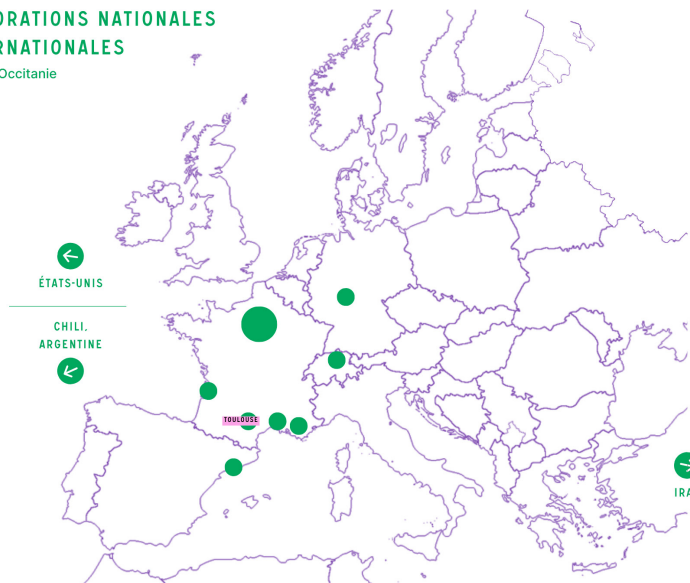 ORATIONS NATIONALES
RNATIONALES
Occitanie
ÉTATS-UNIS
CHILI,
ARGENTINE
TOULOUSE
IRA